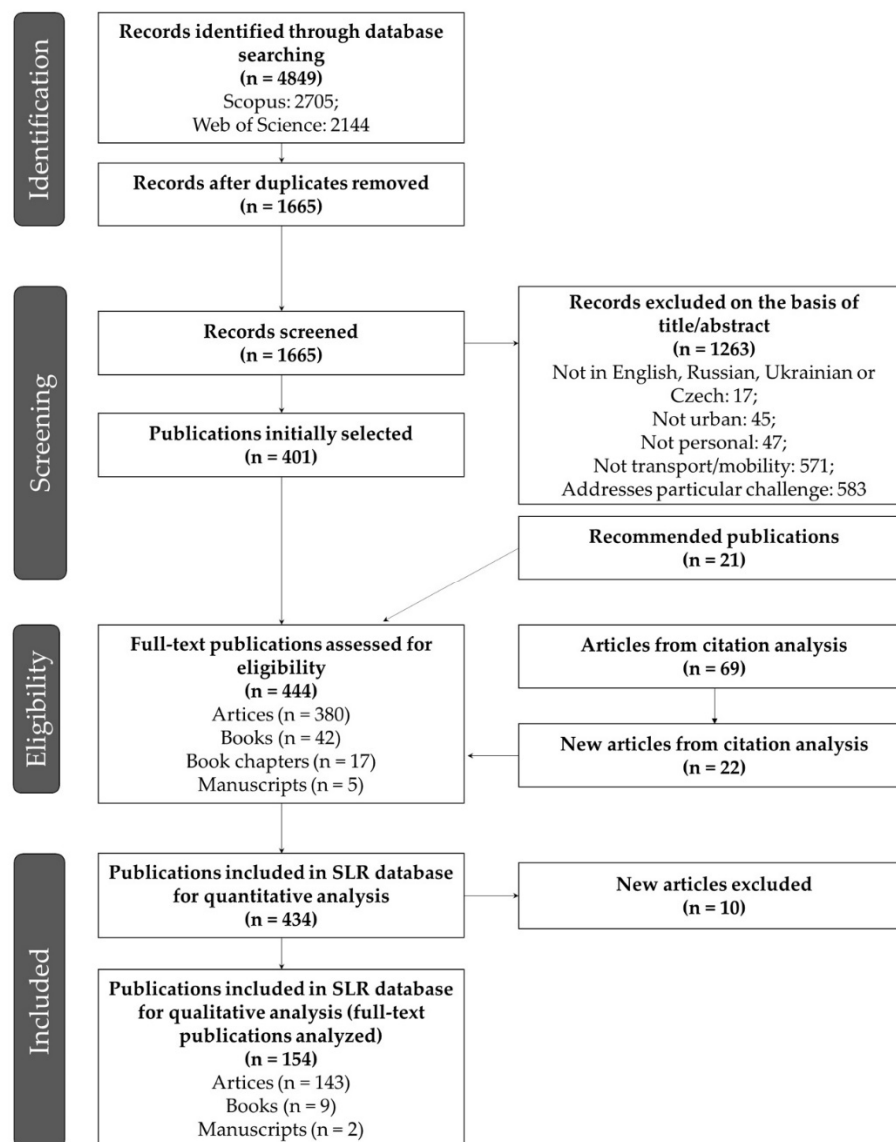 Identification
Records identified through database
searching
(n = 4849)
Scopus: 2705;
Web of Science: 2144
Records after duplicates removed
(n = 1665)
Screening
Records screened
(n = 1665)
Records excluded on the basis of
title/abstract
(n = 1263)
Not in English, Russian, Ukrainian or
Czech: 17;
Not urban: 45;
Not personal: 47;
Not transport/mobility: 571;
Addresses particular challenge: 583
Publications initially selected
(n = 401)
Recommended publications
(n = 21)
Eligibility
Full-text publications assessed for
eligibility
(n = 444)
Artices (n = 380)
Books (n = 42)
Book chapters (n = 17)
Manuscripts (n = 5)
Articles from citation analysis
(n = 69)
New articles from citation analysis
(n = 22)
Included
Publications included in SLR database
for quantitative analysis
(n = 434)
New articles excluded
(n = 10)
Publications included in SLR database
for qualitative analysis (full-text
publications analyzed)
(n = 154)
Artices (n = 143)
Books (n = 9)
Manuscripts (n = 2)